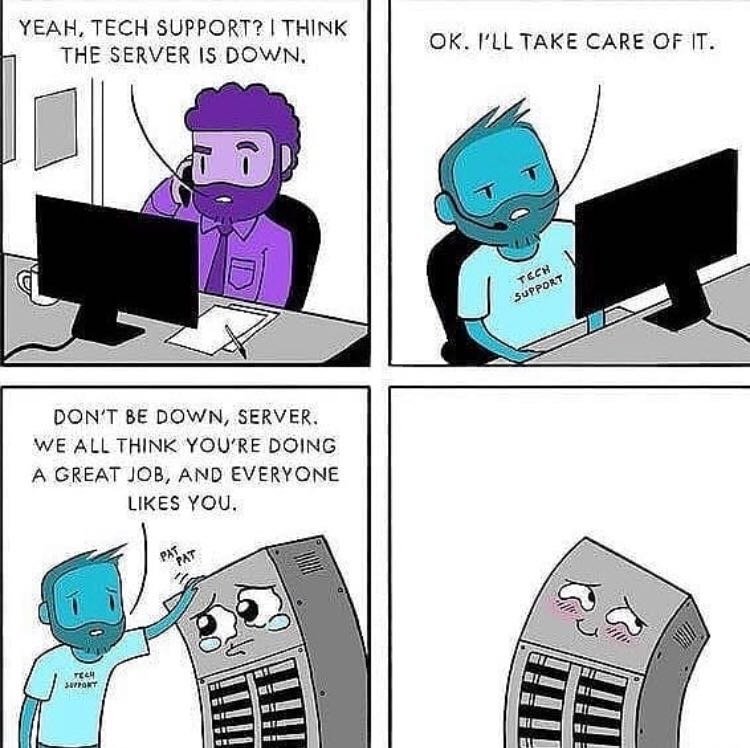 YEAH, TECH SUPPORT? I THINK
THE SERVER IS DOWN.
OK. I'LL TAKE CARE OF IT.
TECH
SUPPORT
DON'T BE DOWN, SERVER.
WE ALL THINK YOU'RE DOING
A GREAT JOB, AND EVERYONE
LIKES YOU.
PAT
PAT
TECH
SUPPORT